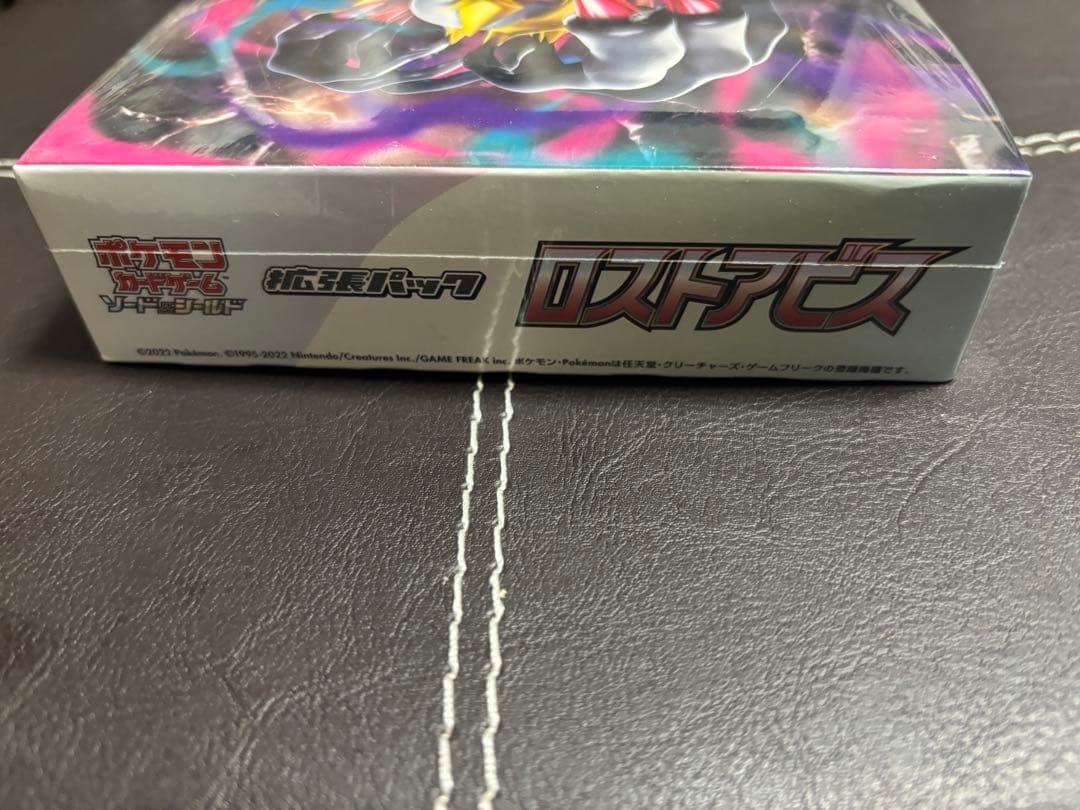 ポケモン
カードゲーム
ソード&シールド
拡張パック
ロストアビス
©2022 Pokémon. ©1995-2022 Nintendo/Creatures Inc./GAME FREAK inc. ポケモン・Pokémonは任天堂・クリーチャーズ・ゲームフリークの登録商標です。